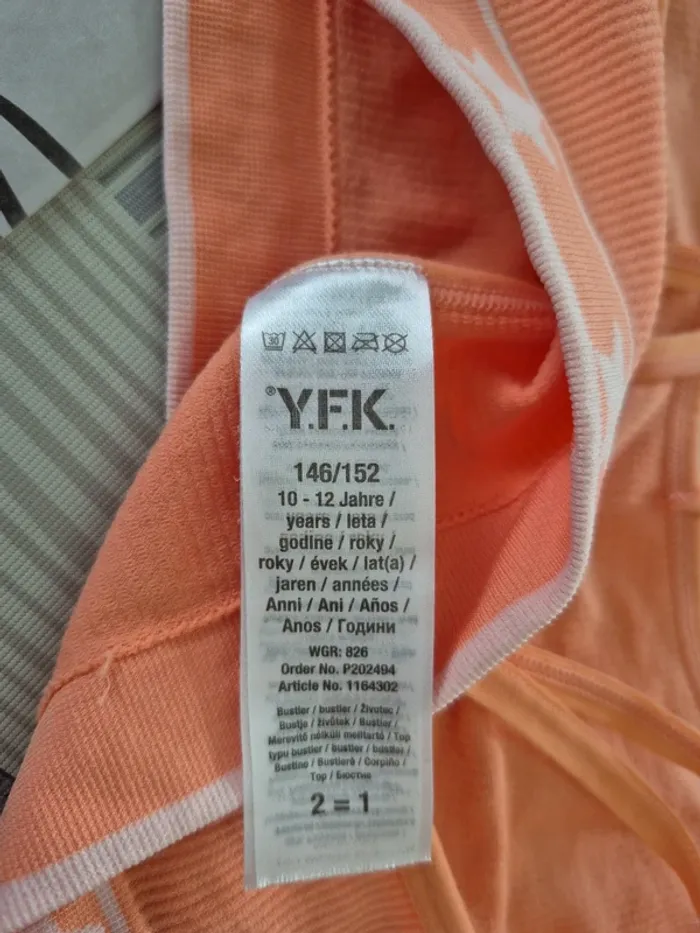 30
®Y.F.K.
146/152
10 - 12 Jahre /
years / leta /
godine / roky /
roky / évek / lat(a) /
jaren / années /
Anni / Ani / Años /
Anos / Години
WGR: 826
Order No. P202494
Article No. 1164302
Bustier / bustier / Životec /
Bustje / živůtek / Bustier /
Merevítő nélküli melltartó / Top
typu bustier / bustier / bustier /
Bustino / Bustieră / Corpiño /
Top / Бюстие
2 = 1